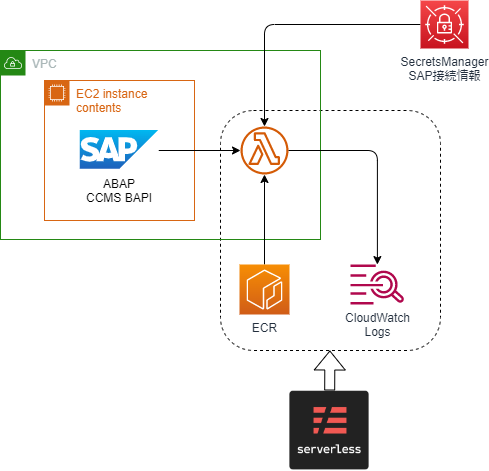 SecretsManager
SAP接続情報
VPC
EC2 instance
contents
SAP
ABAP
CCMS BAPI
ECR
CloudWatch
Logs
serverless